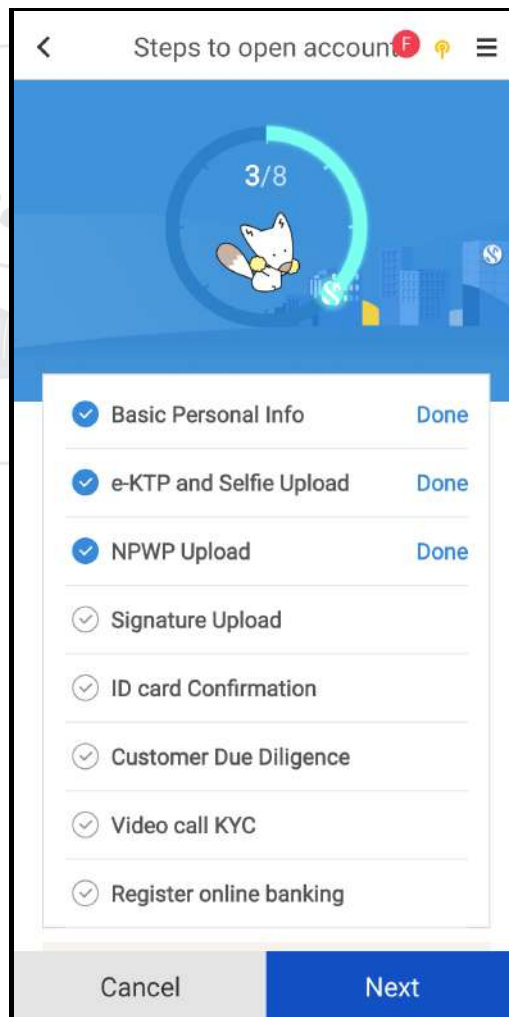 Steps to open account
F
3/8
S
S
Basic Personal Info Done
e-KTP and Selfie Upload Done
NPWP Upload Done
Signature Upload
ID card Confirmation
Customer Due Diligence
Video call KYC
Register online banking
Cancel Next